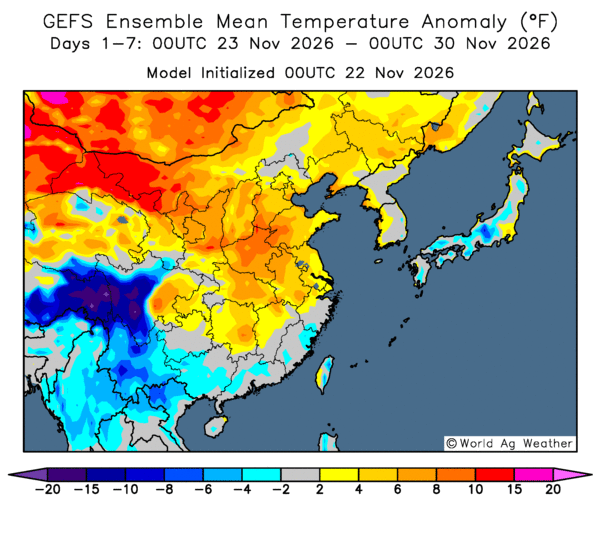 GEFS Ensemble Mean Temperature Anomaly (°F)
Days 1-7: 00UTC 23 Nov 2026 - 00UTC 30 Nov 2026
Model Initialized 00UTC 22 Nov 2026
© World Ag Weather
-20 -15 -10 -8 -6 -4 -2 2 4 6 8 10 15 20